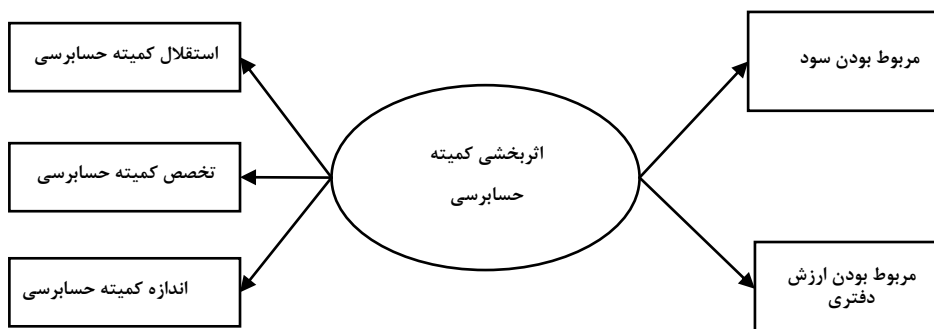 مربوط بودن سود
استقلال کمیته حسابرسی
اثربخشی کمیته
حسابرسی
تخصص کمیته حسابرسی
مربوط بودن ارزش
دفتری
اندازه کمیته حسابرسی